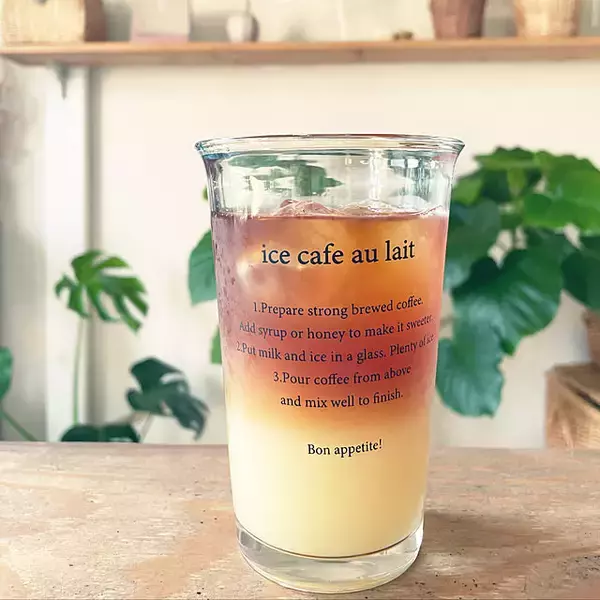 ice cafe au lait
1.Prepare strong brewed coffee.
Add syrup or honey to make it sweeter.
2.Put milk and ice in a glass. Plenty of ice.
3.Pour coffee from above
and mix well to finish.
Bon appetite!